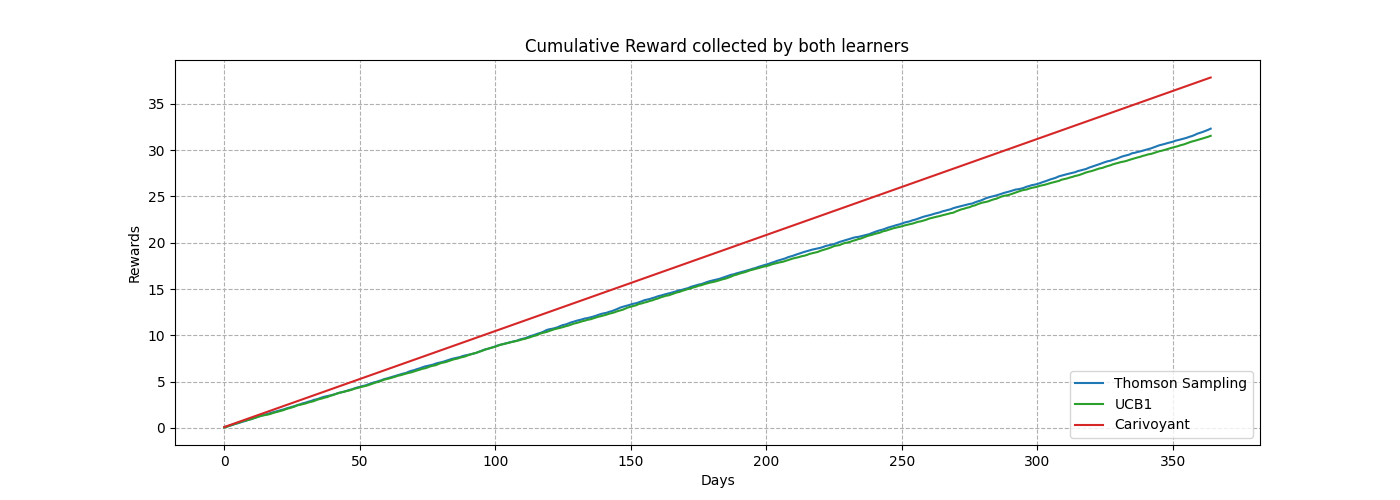 Cumulative Reward collected by both learners
Rewards
35
30
25
20
15
10
5
0
Thomson Sampling
UCB1
Carivoyant
0 50 100 150 200 250 300 350
Days